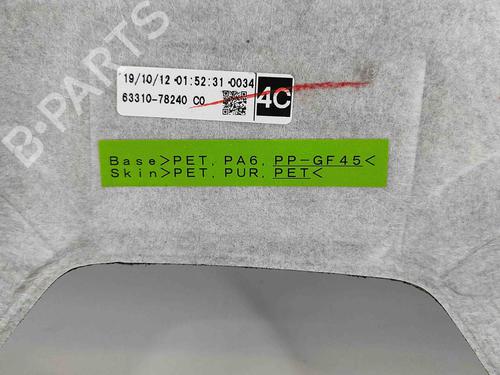 B-PARTS
19/10/12-01:52:31-0034
63310-78240 C0
4C
Base>PET, PA6, PP-GF45<
Skin>PET, PUR, PET<